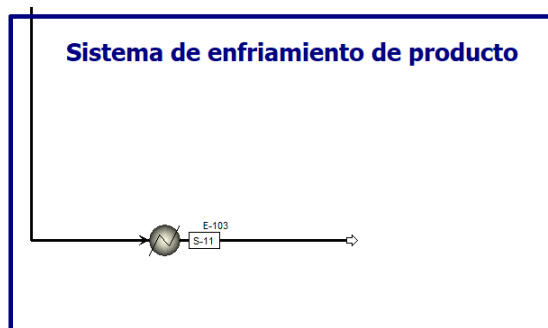 Sistema de enfriamiento de producto
E-103
S-11